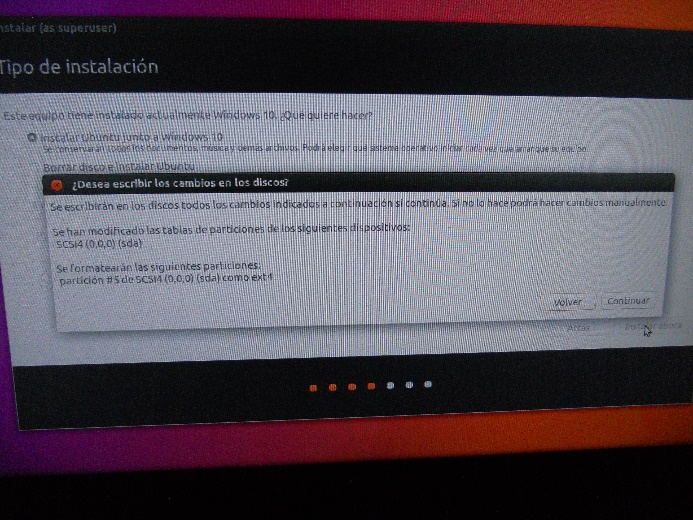 Instalar (as superuser)
Tipo de instalación
Este equipo tiene instalado actualmente Windows 10. ¿Qué quiere hacer?
Instalar Ubuntu junto a Windows 10
Se conservarán todos los documentos, música y demás archivos. Podrá elegir qué sistema operativo iniciar cada vez que arranque su equipo.
Borrar disco e instalar Ubuntu
¿Desea escribir los cambios en los discos?
Se escribirán en los discos todos los cambios indicados a continuación si continúa. Si no lo hace podrá hacer cambios manualmente.
Se han modificado las tablas de particiones de los siguientes dispositivos:
SCSI4 (0,0,0) (sda)
Se formatearán las siguientes particiones:
partición #5 de SCSI4 (0,0,0) (sda) como ext4
Volver Continuar
Atrás Instalar ahora